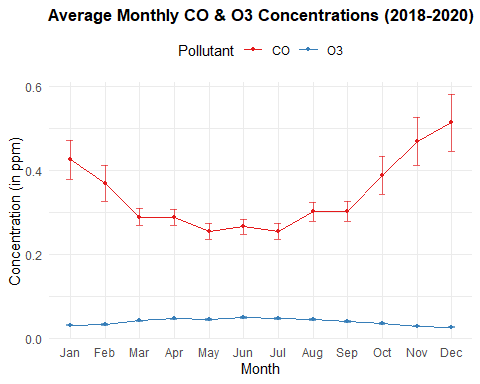 Average Monthly CO & O3 Concentrations (2018-2020)
Pollutant CO O3
Concentration (in ppm)
0.6
0.4
0.2
0.0
Jan Feb Mar Apr May Jun Jul Aug Sep Oct Nov Dec
Month